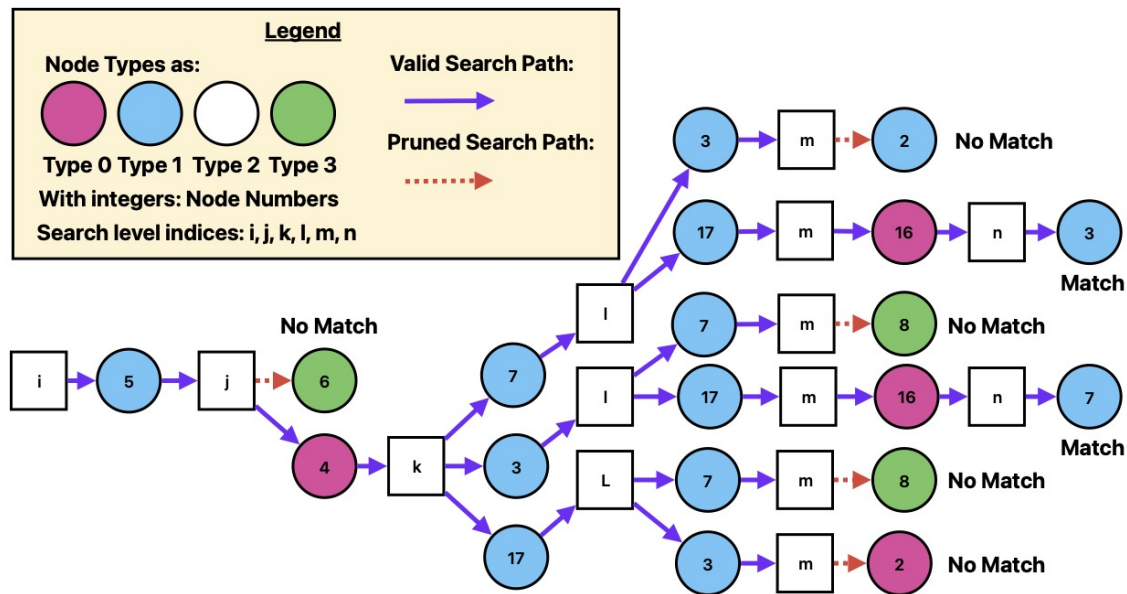 Legend
Node Types as:
Valid Search Path:
Pruned Search Path:
Type 0 Type 1 Type 2 Type 3
With integers: Node Numbers
Search level indices: i, j, k, l, m, n
3
m
2
No Match
17
m
16
n
3
Match
l
7
m
8
No Match
No Match
i
5
j
6
7
l
17
m
16
n
7
Match
4
k
3
L
7
m
8
No Match
17
3
m
2
No Match